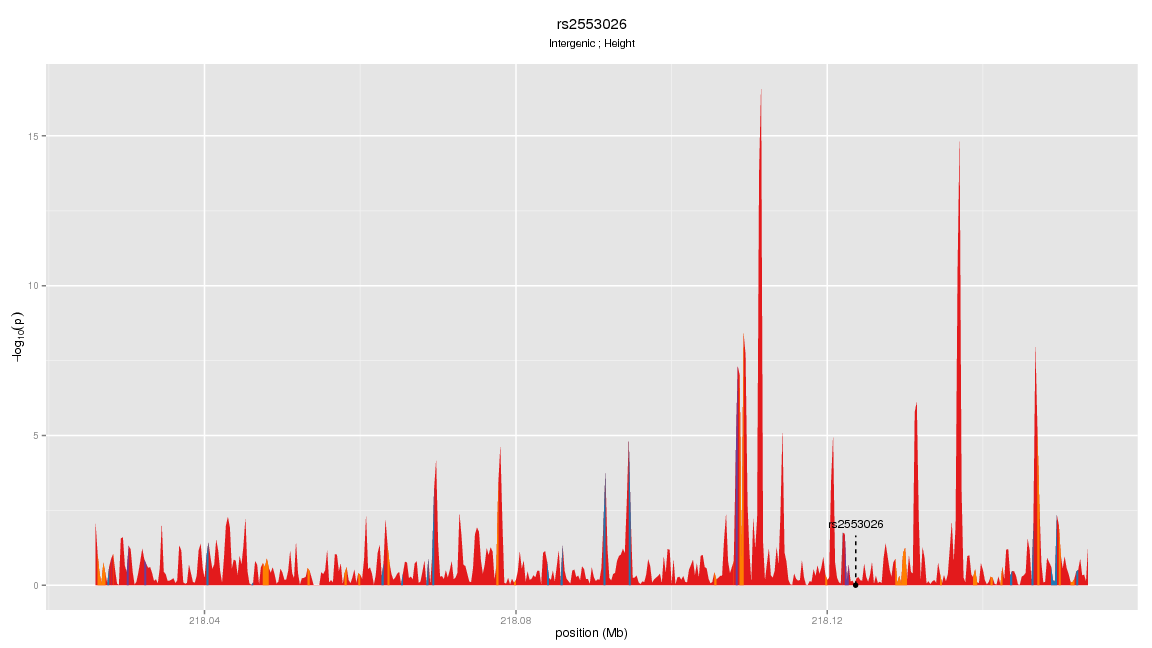 rs2553026
Intergenic ; Height
15
10
5
0
−log10(p)
rs2553026
218.04
218.08
218.12
position (Mb)